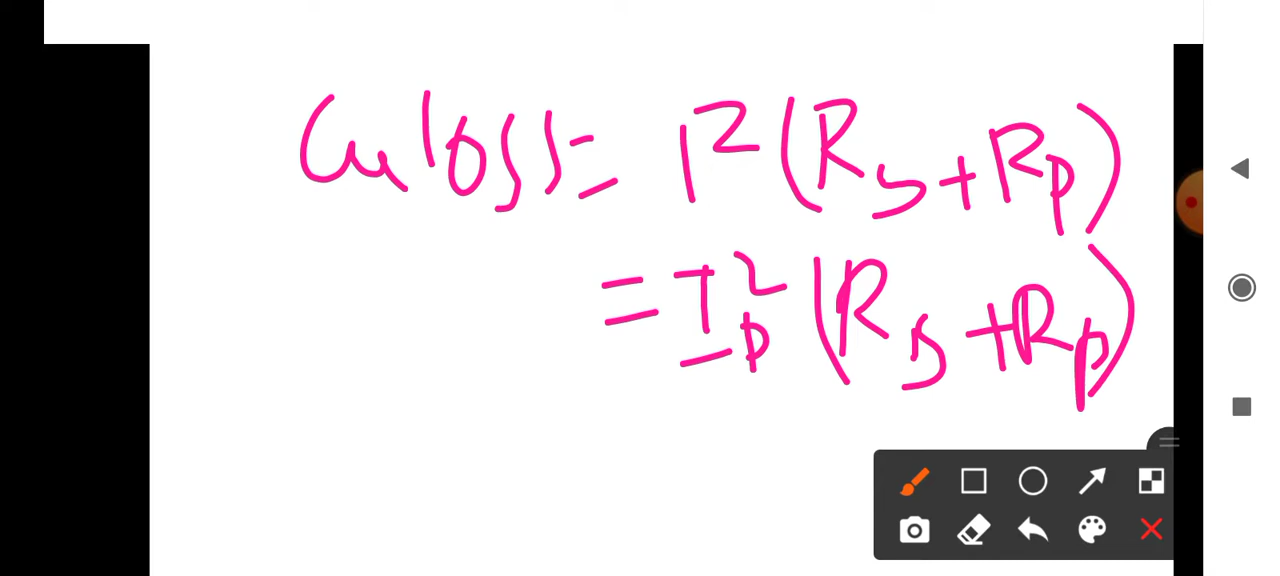 Cu loss = I²(Rs + Rp)
= Ip²(Rs + Rp)